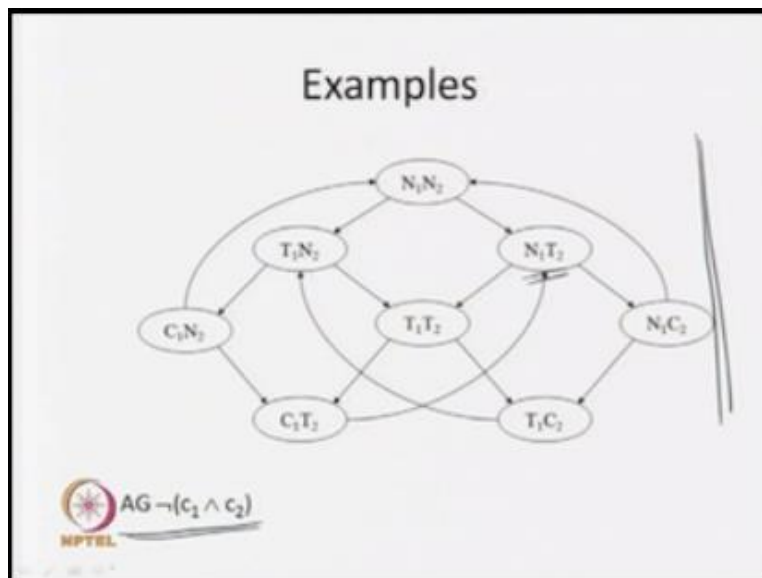 Examples
N₁N₂
T₁N₂ N₁T₂
C₁N₂ T₁T₂ N₁C₂
C₁T₂ T₁C₂
AG ¬(c₁ ∧ c₂)
NPTEL